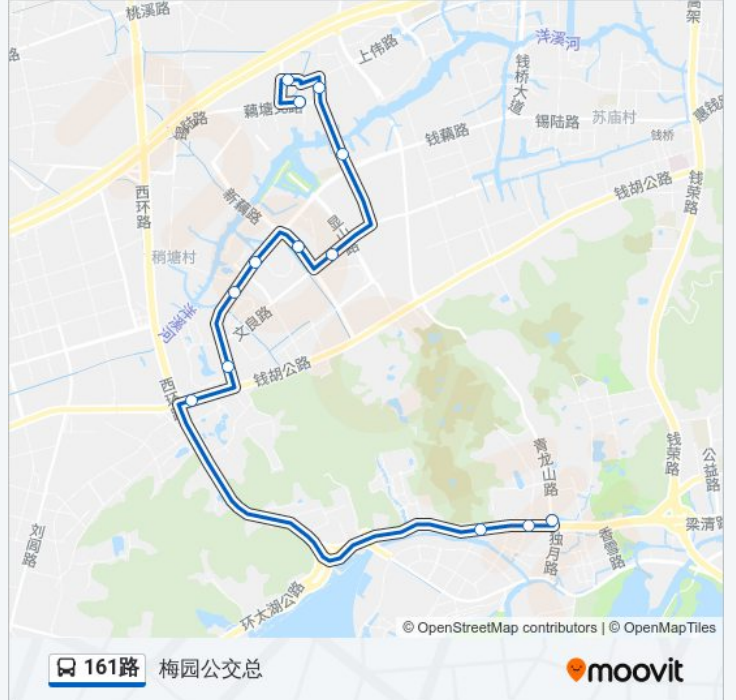 桃溪路
上伟路
洋溪河
高架
钱桥大道
路
藕塘
锡陆路
苏庙村
惠钱路
钱藕路
钱桥
西环路
新藕路
钱胡公路
钱荣路
显山路
稍塘村
洋溪河
文良路
钱胡公路
西环路
青龙山路
钱荣路
公益路
刘闾路
独月路
香雪路
梁清路
环太湖公路
© OpenStreetMap contributors | © OpenMapTiles
161路 梅园公交总
moovit